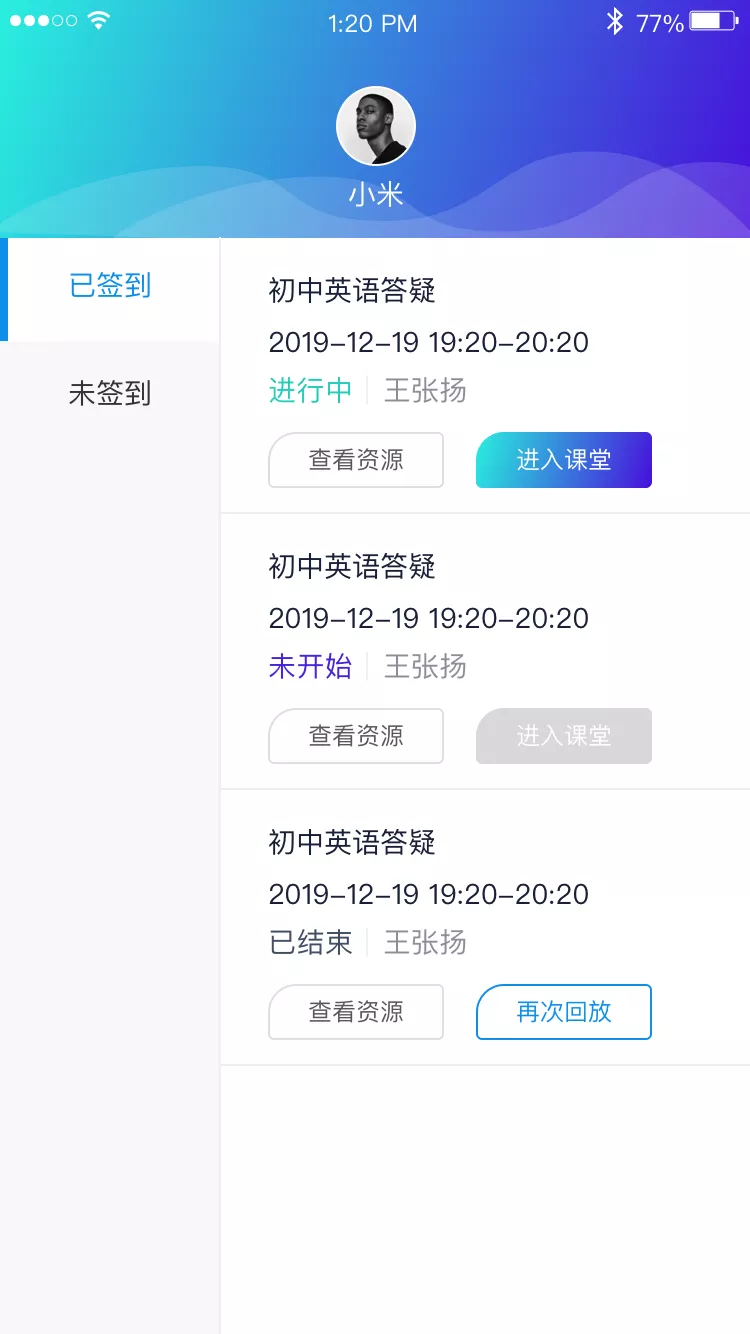 1:20 PM 77%
小米
已签到
未签到
初中英语答疑
2019-12-19 19:20-20:20
进行中 王张扬
查看资源 进入课堂
初中英语答疑
2019-12-19 19:20-20:20
未开始 王张扬
查看资源 进入课堂
初中英语答疑
2019-12-19 19:20-20:20
已结束 王张扬
查看资源 再次回放